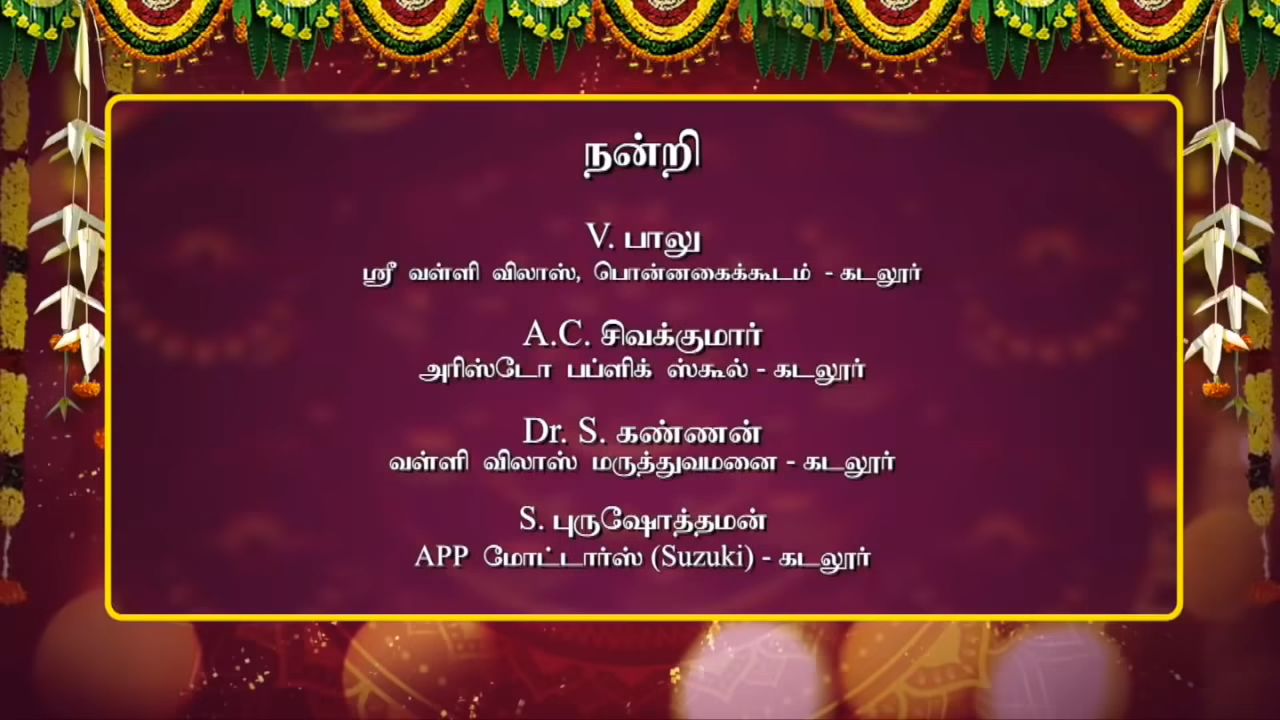 நன்றி
V. பாலு
ஸ்ரீ வள்ளி விலாஸ், பொன்னகைக்கூடம் - கடலூர்
A.C. சிவக்குமார்
அரிஸ்டோ பப்ளிக் ஸ்கூல் - கடலூர்
Dr. S. கண்ணன்
வள்ளி விலாஸ் மருத்துவமனை - கடலூர்
S. புருஷோத்தமன்
APP மோட்டார்ஸ் (Suzuki) - கடலூர்